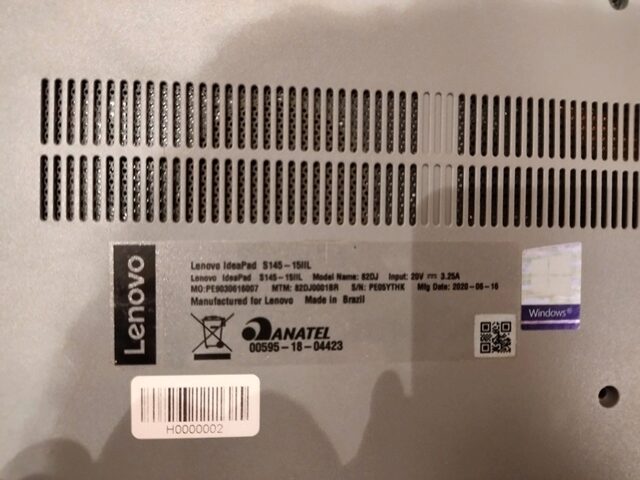 Lenovo
Lenovo IdeaPad S145-15IIL
Lenovo IdeaPad S145-15IIL Model Name: 82DJ Input: 20V ⎓ 3.25A
MO:PE9030616007 MTM: 82DJ0001BR S/N: PE05YTHK Mfg Date: 2020-06-16
Manufactured for Lenovo Made in Brazil
ANATEL
00595-18-04423
Windows®
H0000002